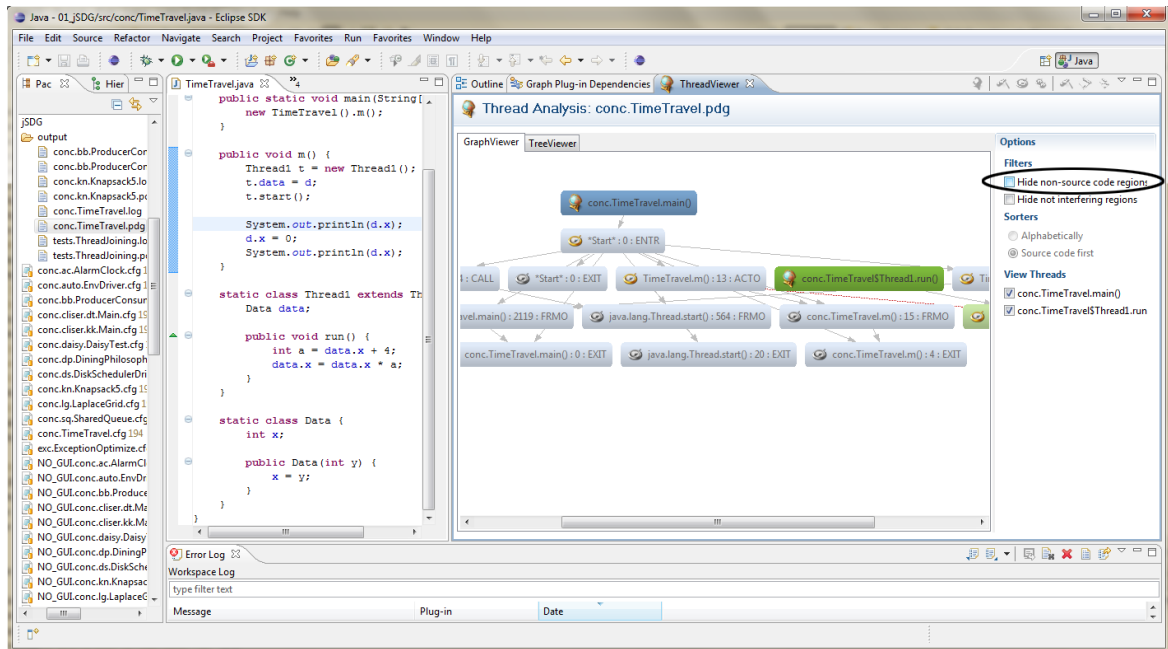 Java - 01_jSDG/src/conc/TimeTravel.java - Eclipse SDK
File Edit Source Refactor Navigate Search Project Favorites Run Favorites Window Help
Java
Pac
Hier
jSDG
output
conc.bb.ProducerCor
conc.bb.ProducerCor
conc.kn.Knapsack5.lo
conc.kn.Knapsack5.pc
conc.TimeTravel.log
conc.TimeTravel.pdg
tests.ThreadJoining.lo
tests.ThreadJoining.p
conc.ac.AlarmClock.cfg 1
conc.auto.EnvDriver.cfg 1
conc.bb.ProducerConsur
conc.cliser.dt.Main.cfg 19
conc.cliser.kk.Main.cfg 19
conc.daisy.DaisyTest.cfg
conc.dp.DiningPhilosoph
conc.ds.DiskSchedulerDri
conc.kn.Knapsack5.cfg 19
conc.lg.LaplaceGrid.cfg 1
conc.sq.SharedQueue.cfg
conc.TimeTravel.cfg 194
exc.ExceptionOptimize.cf
NO_GUI.conc.ac.AlarmCl
NO_GUI.conc.auto.EnvDr
NO_GUI.conc.bb.Produce
NO_GUI.conc.cliser.dt.Ma
NO_GUI.conc.cliser.kk.Ma
NO_GUI.conc.daisy.Daisy
NO_GUI.conc.dp.DiningP
NO_GUI.conc.ds.DiskSche
NO_GUI.conc.kn.Knapsac
NO_GUI.conc.lg.LaplaceG
TimeTravel.java
4
public static void main(String[
new TimeTravel().m();
}
public void m() {
Thread1 t = new Thread1();
t.data = d;
t.start();
System.out.println(d.x);
d.x = 0;
System.out.println(d.x);
}
static class Thread1 extends Th
Data data;
public void run() {
int a = data.x + 4;
data.x = data.x * a;
}
}
static class Data {
int x;
public Data(int y) {
x = y;
}
}
}
Outline
Graph Plug-in Dependencies
ThreadViewer
Thread Analysis: conc.TimeTravel.pdg
GraphViewer
TreeViewer
conc.TimeTravel.main()
"Start" : 0 : ENTR
4 : CALL
"Start" : 0 : EXIT
TimeTravel.m() : 13 : ACTO
conc.TimeTravel$Thread1.run()
avel.main() : 2119 : FRMO
java.lang.Thread.start() : 564 : FRMO
conc.TimeTravel.m() : 15 : FRMO
conc.TimeTravel.main() : 0 : EXIT
java.lang.Thread.start() : 20 : EXIT
conc.TimeTravel.m() : 4 : EXIT
Options
Filters
Hide non-source code regions
Hide not interfering regions
Sorters
Alphabetically
Source code first
View Threads
conc.TimeTravel.main()
conc.TimeTravel$Thread1.run
Error Log
Workspace Log
type filter text
Message
Plug-in
Date